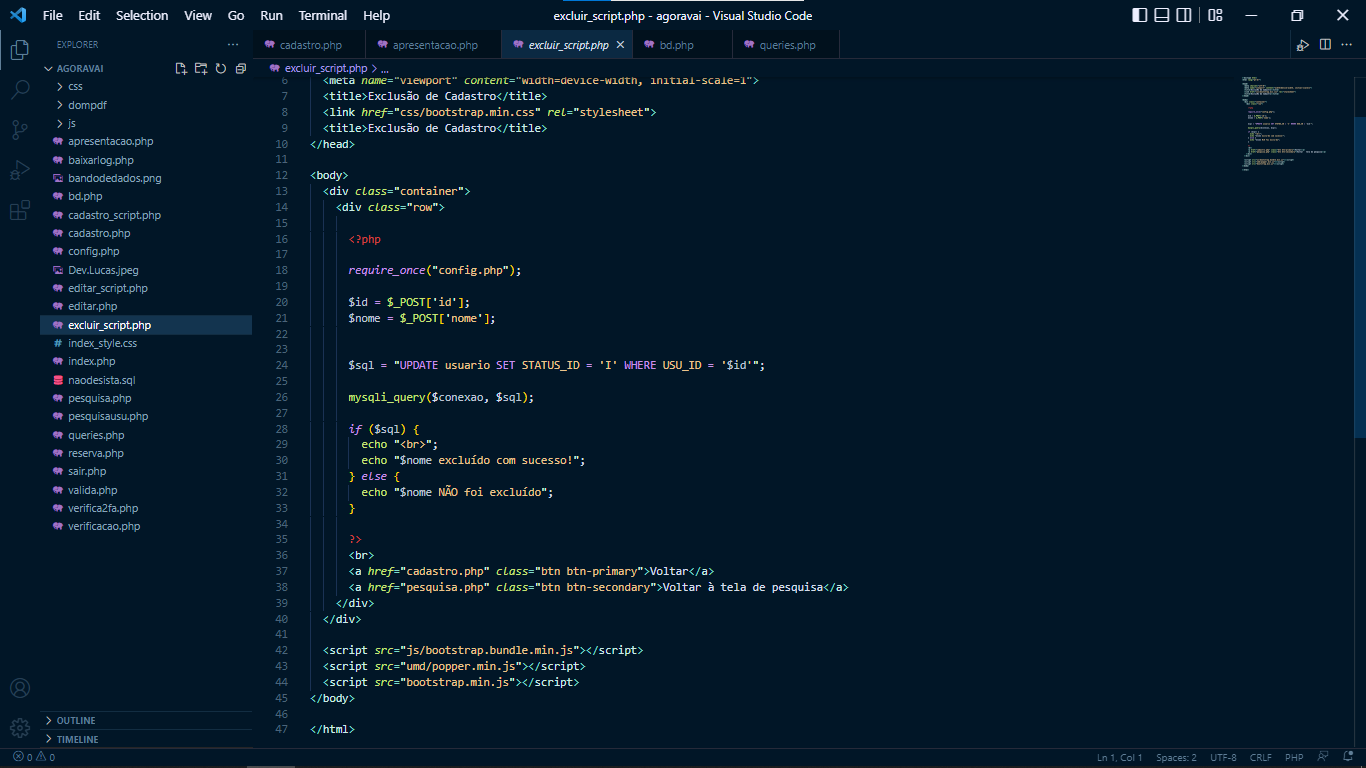 File Edit Selection View Go Run Terminal Help
excluir_script.php - agoravai - Visual Studio Code
EXPLORER
cadastro.php
apresentacao.php
excluir_script.php
bd.php
queries.php
AGORAVAI
excluir_script.php > ...
css
dompdf
js
apresentacao.php
baixarlog.php
bandodedados.png
bd.php
cadastro_script.php
cadastro.php
config.php
Dev.Lucas.jpeg
editar_script.php
editar.php
excluir_script.php
# index_style.css
index.php
naodesista.sql
pesquisa.php
pesquisausu.php
queries.php
reserva.php
sair.php
valida.php
verifica2fa.php
verificacao.php
OUTLINE
TIMELINE
6 <meta name="viewport" content="width=device-width, initial-scale=1">
7 <title>Exclusão de Cadastro</title>
8 <link href="css/bootstrap.min.css" rel="stylesheet">
9 <title>Exclusão de Cadastro</title>
10 </head>
11
12 <body>
13 <div class="container">
14 <div class="row">
15
16 <?php
17
18 require_once("config.php");
19
20 $id = $_POST['id'];
21 $nome = $_POST['nome'];
22
23
24 $sql = "UPDATE usuario SET STATUS_ID = 'I' WHERE USU_ID = '$id'";
25
26 mysqli_query($conexao, $sql);
27
28 if ($sql) {
29 echo "<br>";
30 echo "$nome excluído com sucesso!";
31 } else {
32 echo "$nome NÃO foi excluído";
33 }
34
35 ?>
36 <br>
37 <a href="cadastro.php" class="btn btn-primary">Voltar</a>
38 <a href="pesquisa.php" class="btn btn-secondary">Voltar à tela de pesquisa</a>
39 </div>
40 </div>
41
42 <script src="js/bootstrap.bundle.min.js"></script>
43 <script src="umd/popper.min.js"></script>
44 <script src="bootstrap.min.js"></script>
45 </body>
46
47 </html>
0 0
Ln 1, Col 1 Spaces: 2 UTF-8 CRLF PHP